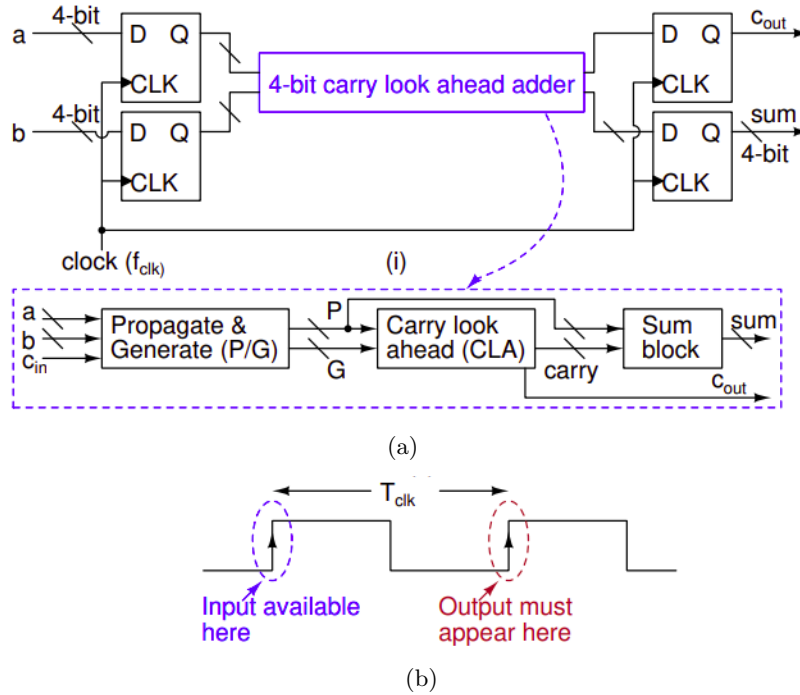 a 4-bit D Q CLK
4-bit carry look ahead adder
D Q CLK c_out
b 4-bit D Q CLK
D Q CLK sum 4-bit
clock (f_clk)
(i)
a
b
c_in
Propagate &
Generate (P/G)
P
G
Carry look
ahead (CLA)
carry
Sum
block
sum
c_out
(a)
T_clk
Input available
here
Output must
appear here
(b)